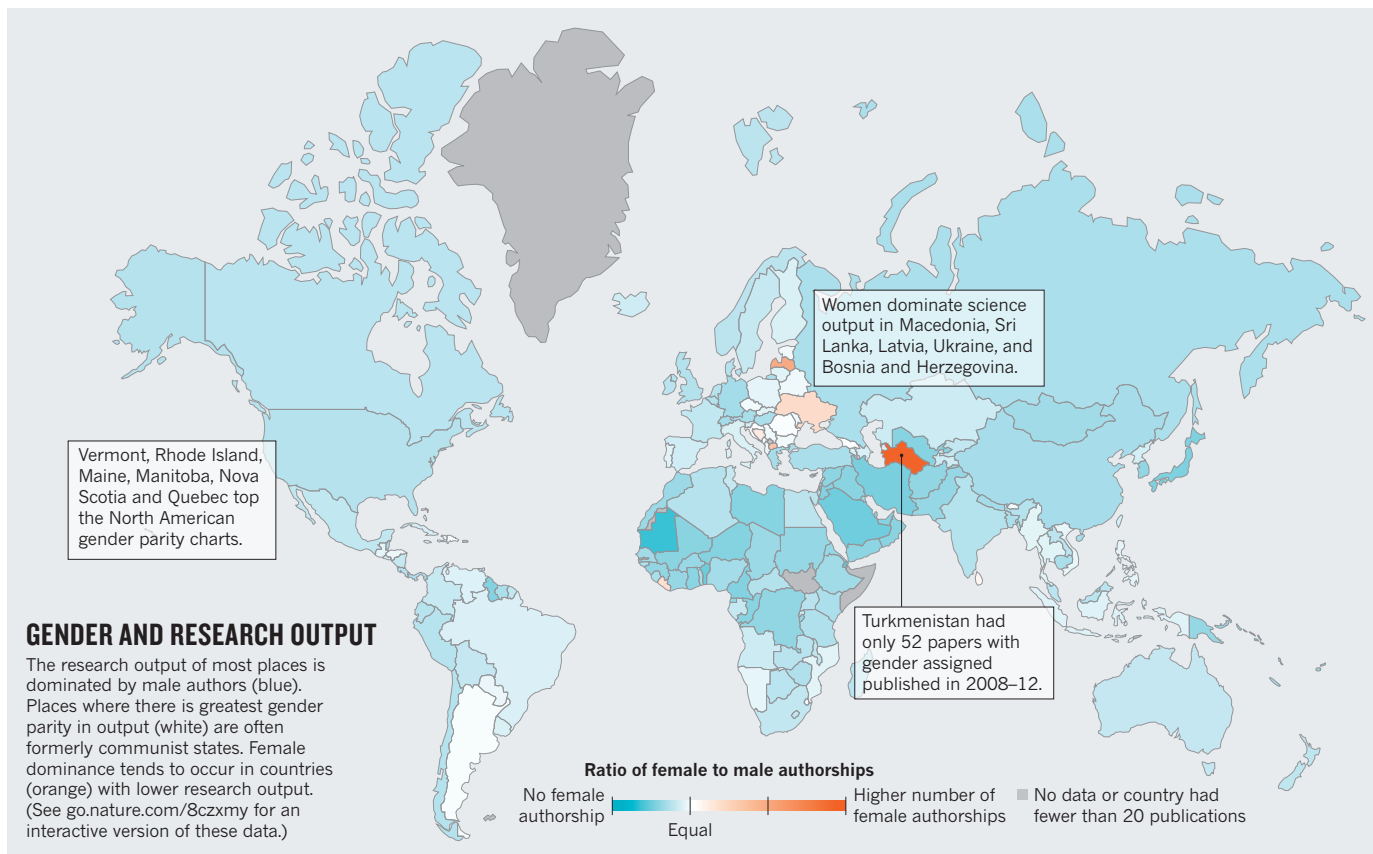 Women dominate science
output in Macedonia, Sri
Lanka, Latvia, Ukraine, and
Bosnia and Herzegovina.
Vermont, Rhode Island,
Maine, Manitoba, Nova
Scotia and Quebec top
the North American
gender parity charts.
Turkmenistan had
only 52 papers with
gender assigned
published in 2008–12.
GENDER AND RESEARCH OUTPUT
The research output of most places is
dominated by male authors (blue).
Places where there is greatest gender
parity in output (white) are often
formerly communist states. Female
dominance tends to occur in countries
(orange) with lower research output.
(See go.nature.com/8czxmy for an
interactive version of these data.)
Ratio of female to male authorships
No female
authorship
Equal
Higher number of
female authorships
No data or country had
fewer than 20 publications